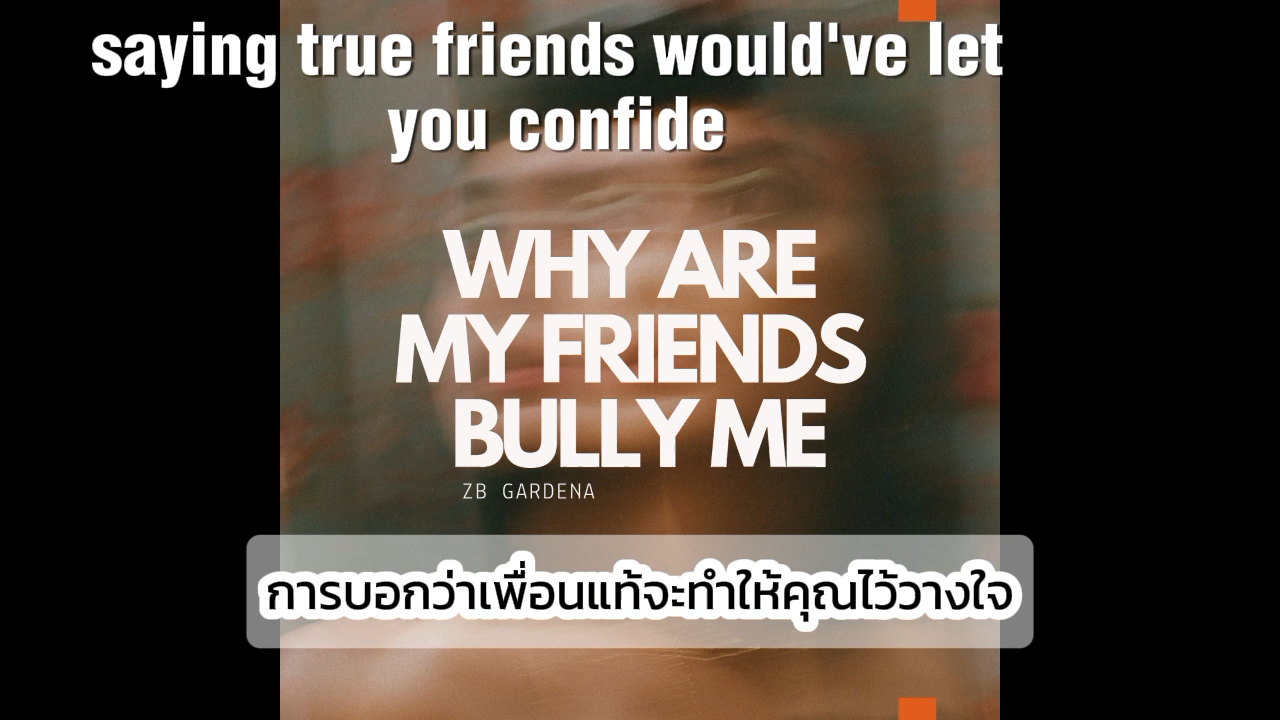 saying true friends would've let
you confide
WHY ARE
MY FRIENDS
BULLY ME
ZB GARDENA
การบอกว่าเพื่อนแท้จะทำให้คุณไว้วางใจ